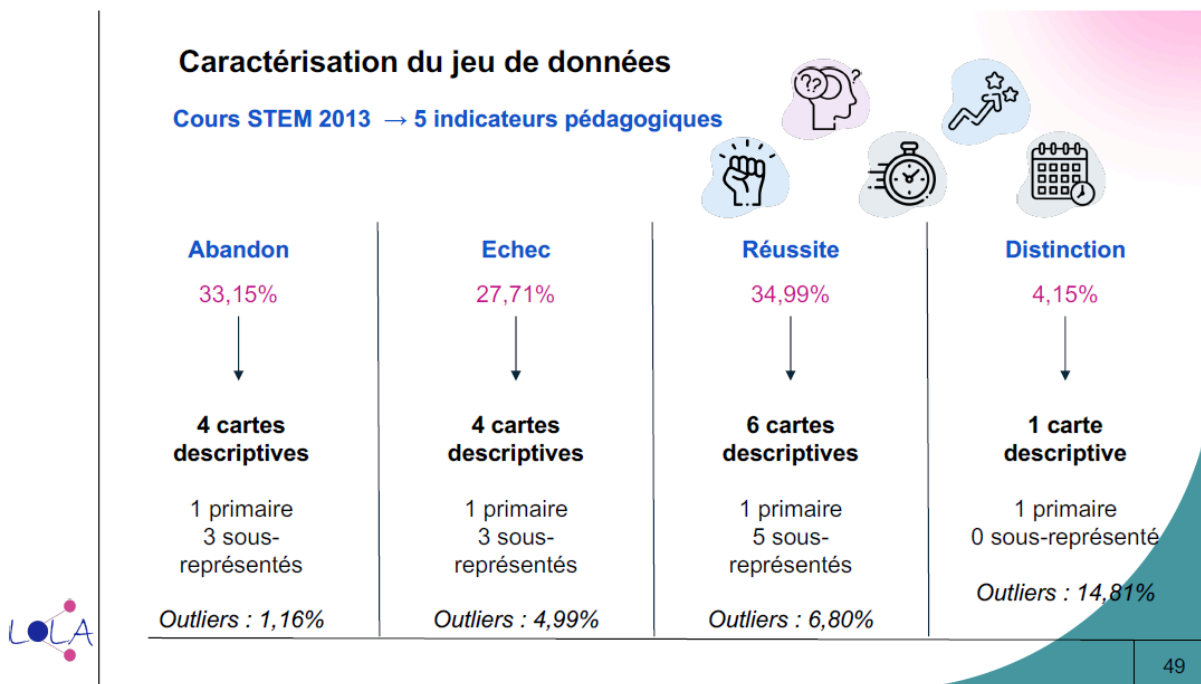 Caractérisation du jeu de données
Cours STEM 2013 → 5 indicateurs pédagogiques
?? ?
Abandon
33,15%
4 cartes
descriptives
1 primaire
3 sous-
représentés
Outliers : 1,16%
Echec
27,71%
4 cartes
descriptives
1 primaire
3 sous-
représentés
Outliers : 4,99%
Réussite
34,99%
6 cartes
descriptives
1 primaire
5 sous-
représentés
Outliers : 6,80%
Distinction
4,15%
1 carte
descriptive
1 primaire
0 sous-représenté
Outliers : 14,81%
LOLA
49